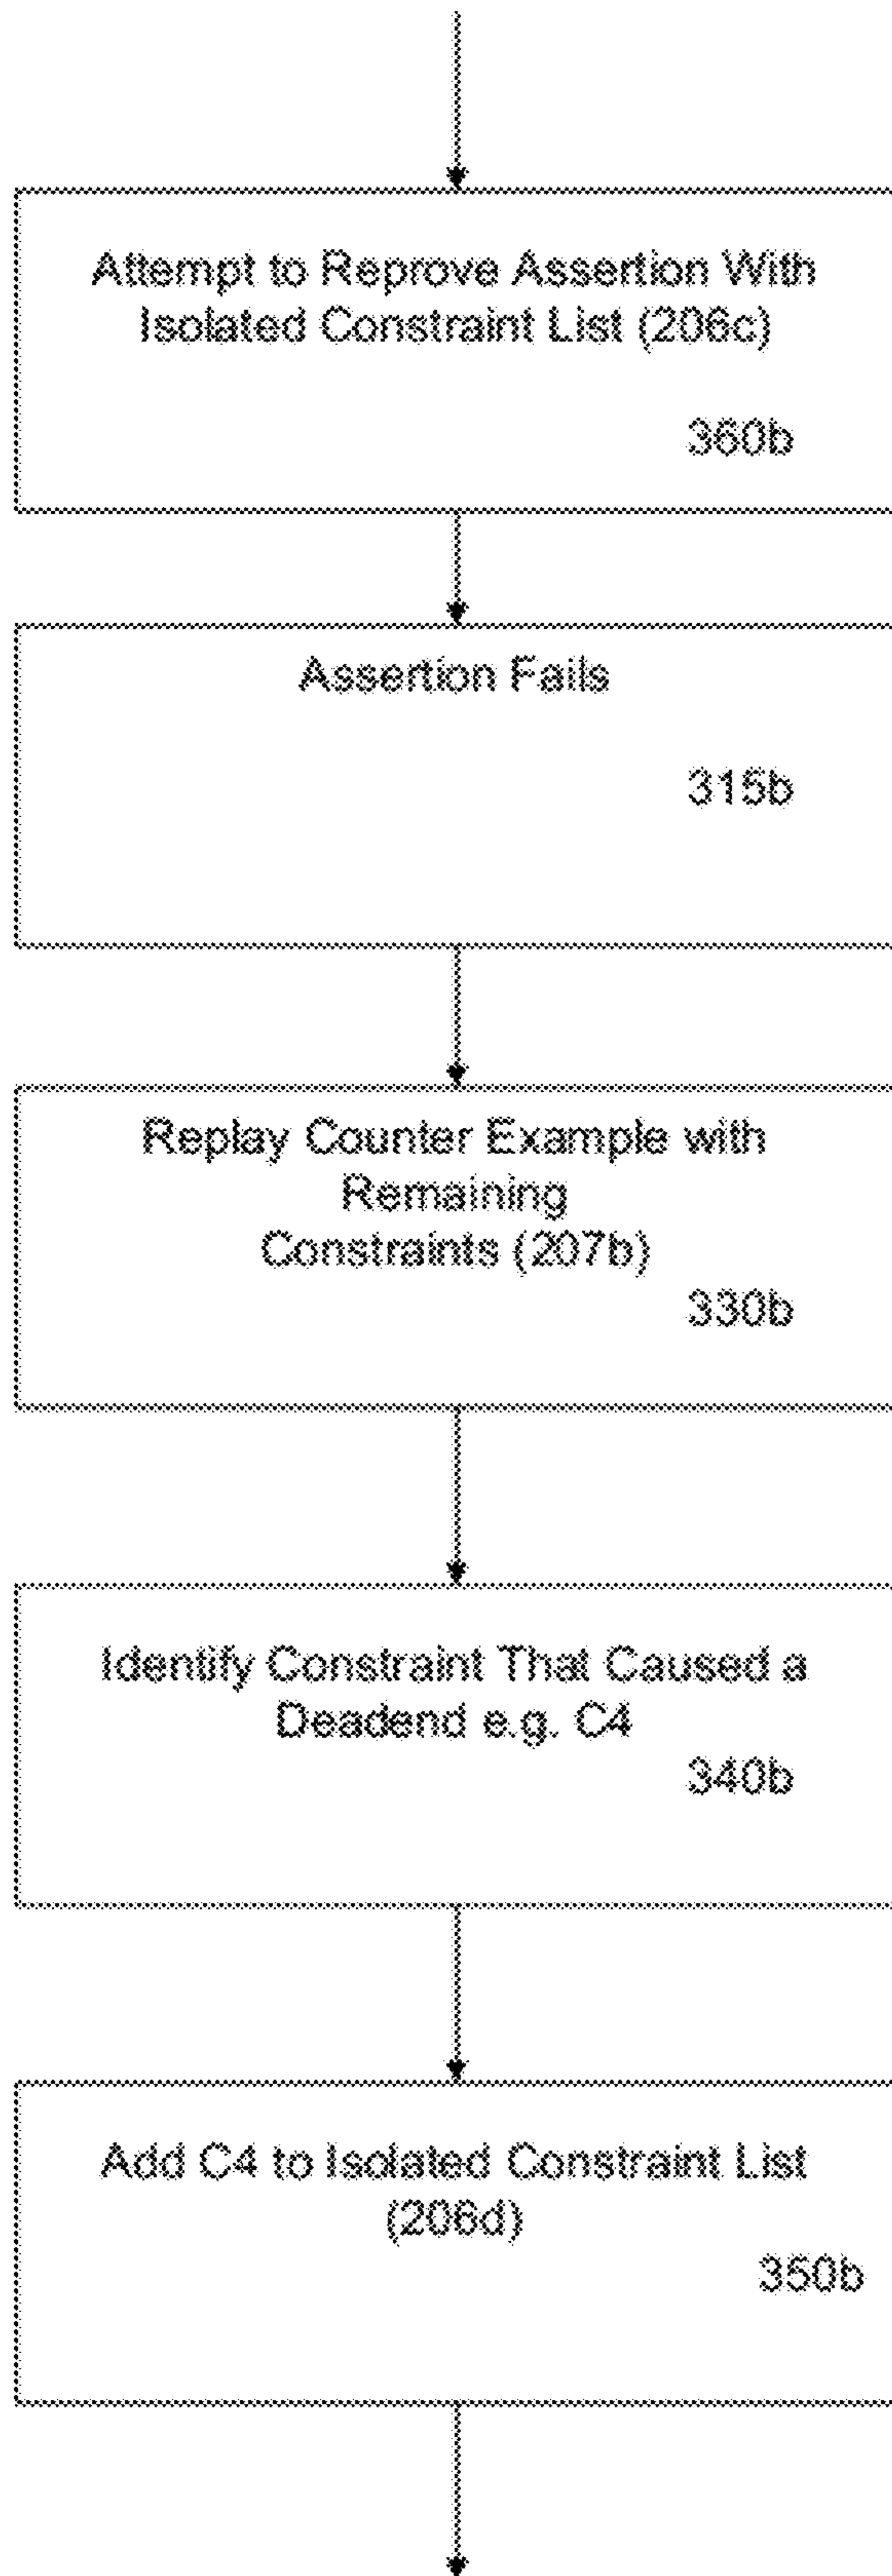 Attempt to Reprove Assertion With
Isolated Constraint List (206c)
360b
Assertion Fails
315b
Replay Counter Example with
Remaining
Constraints (207b)
330b
Identify Constraint That Caused a
Deadend e.g. C4
340b
Add C4 to Isolated Constraint List
(206d)
350b